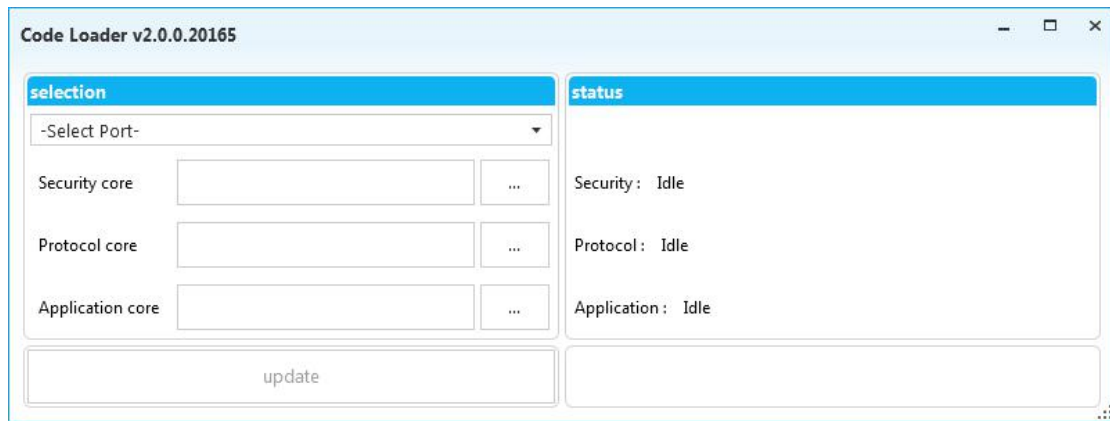 Code Loader v2.0.0.20165
selection
-Select Port-
Security core
...
Protocol core
...
Application core
...
update
status
Security : Idle
Protocol : Idle
Application : Idle